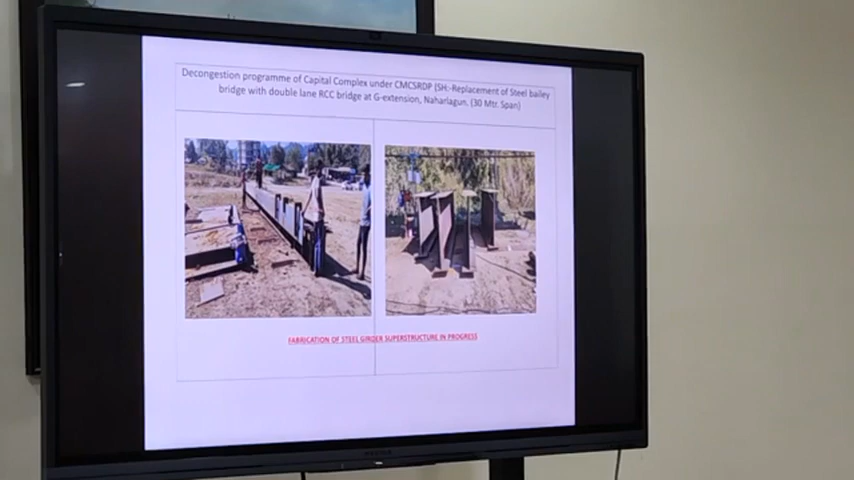 Decongestion programme of Capital Complex under CMCSRDP (SH:-Replacement of Steel bailey
bridge with double lane RCC bridge at G-extension, Naharlagun. (30 Mtr. Span)
FABRICATION OF STEEL GIRDER SUPERSTRUCTURE IN PROGRESS